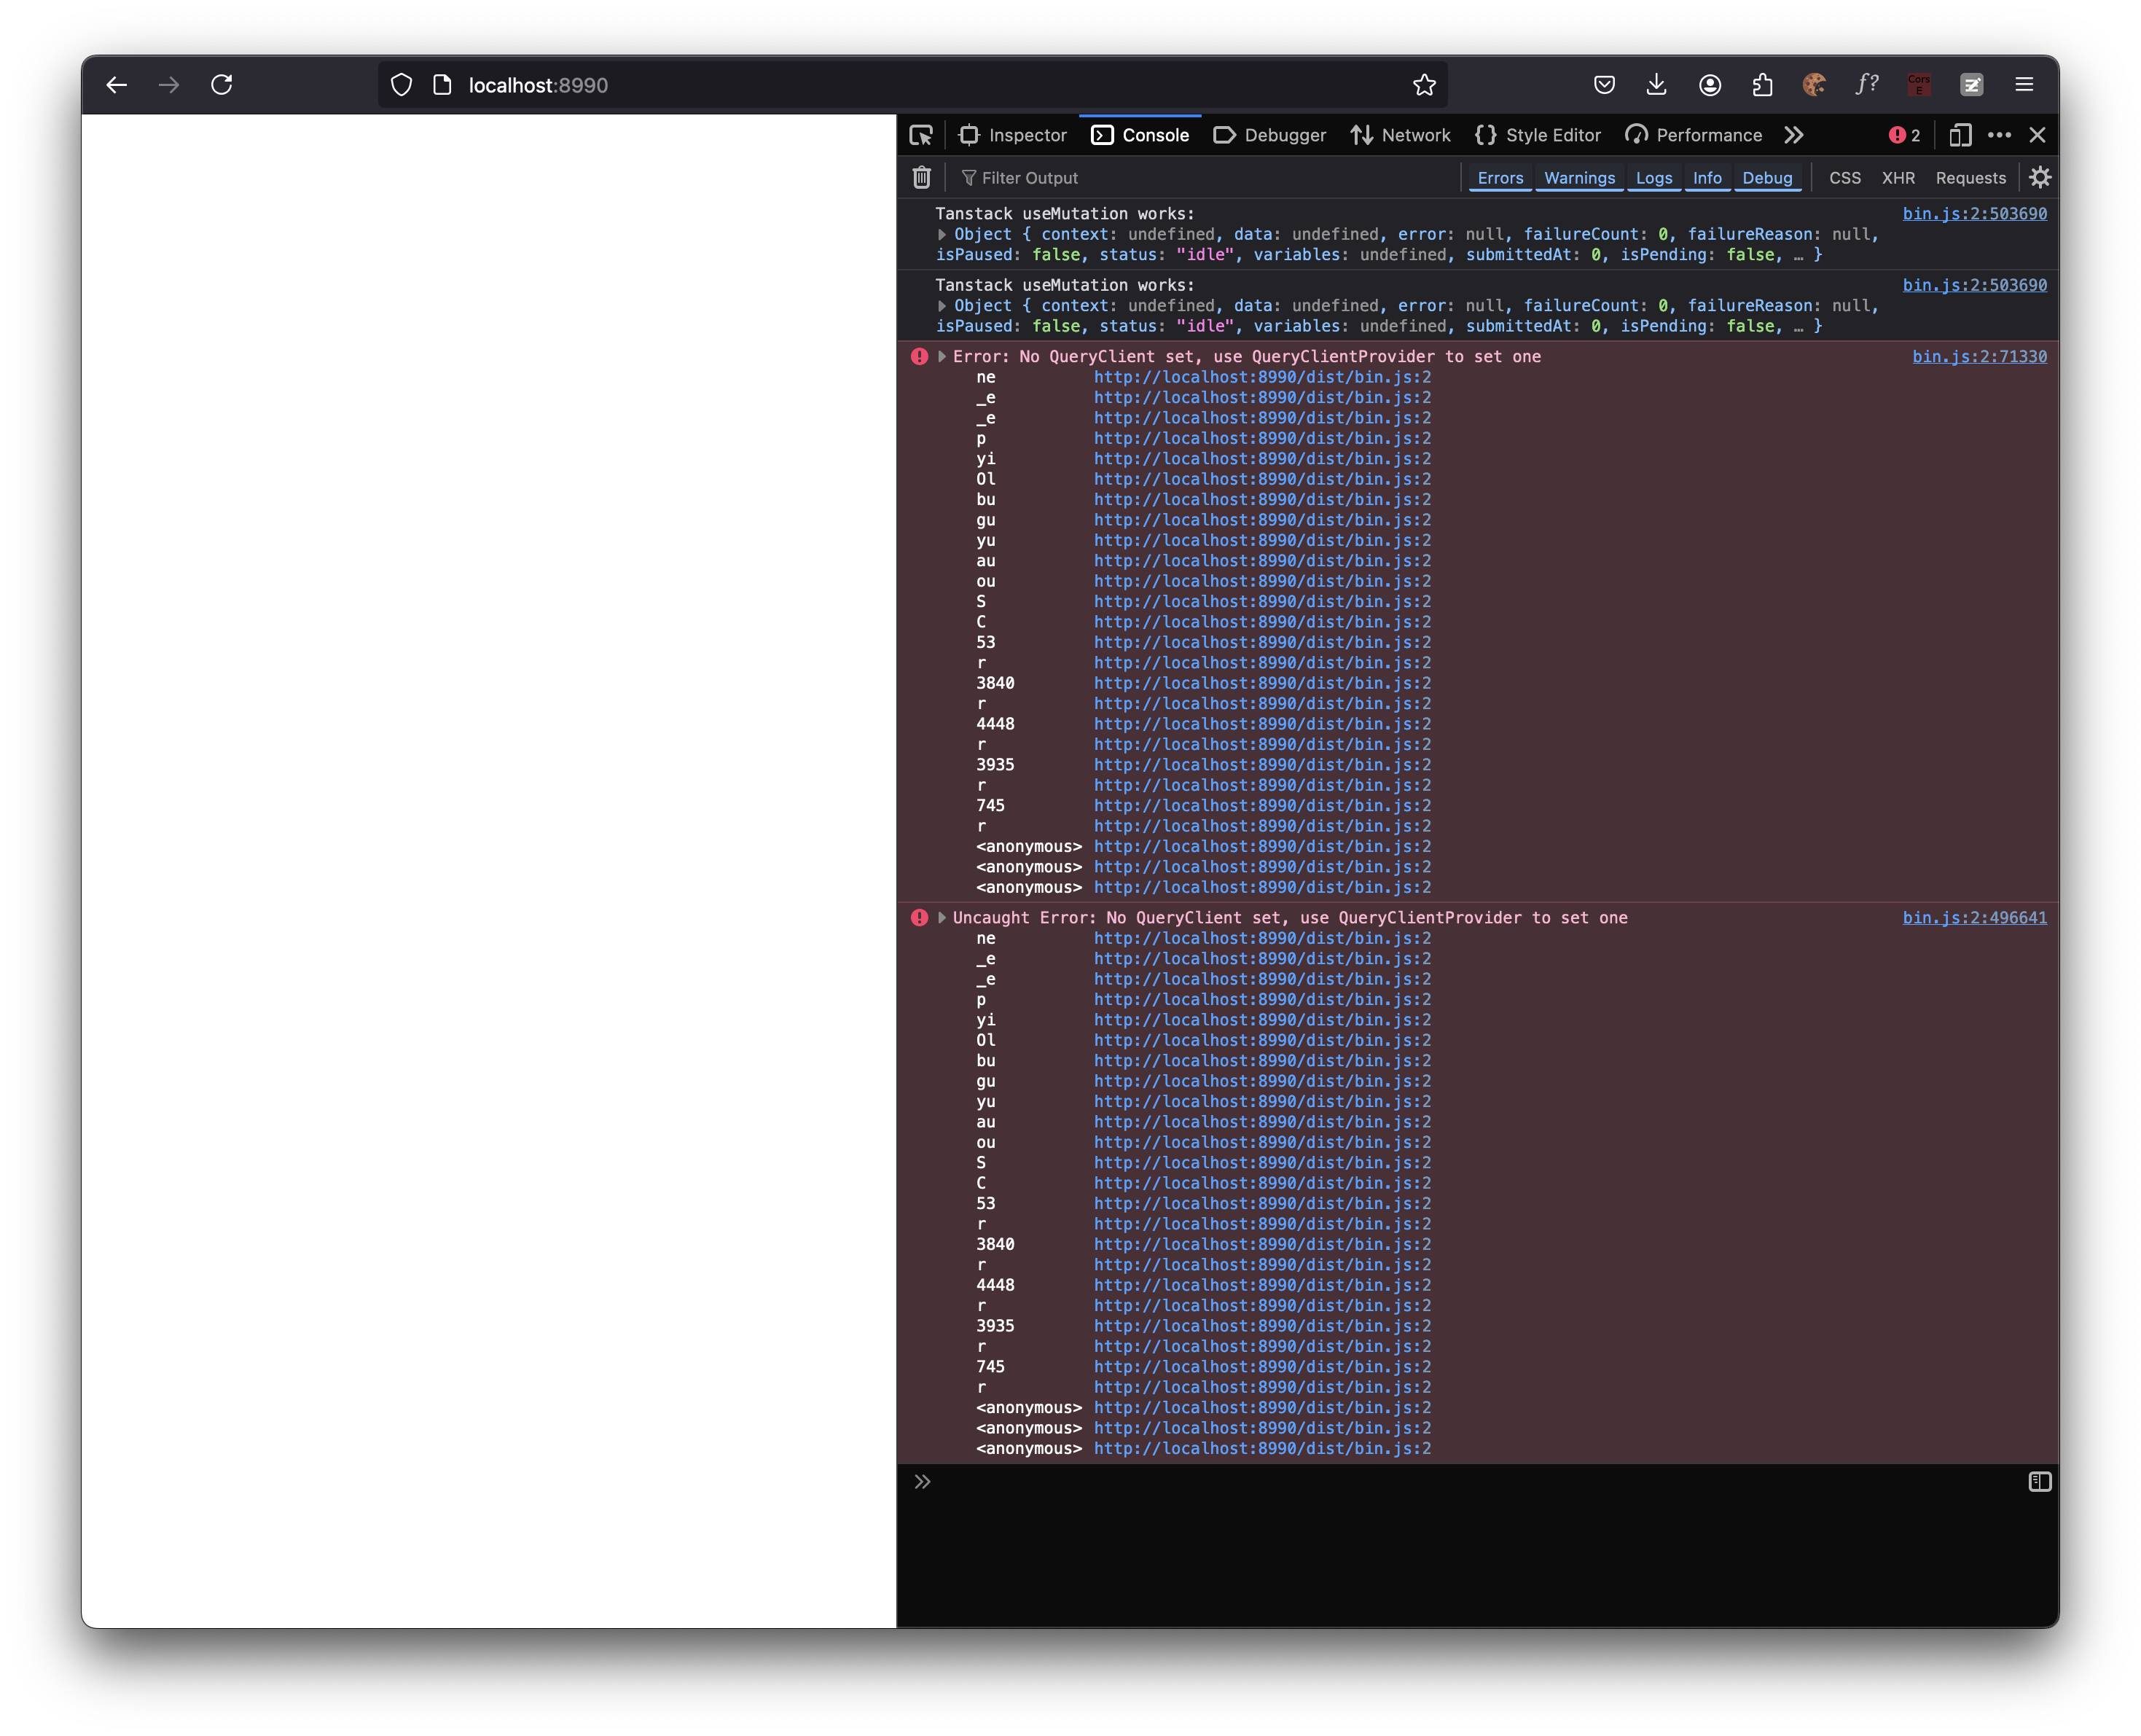 localhost:8990
f?
Cors
E
Inspector Console Debugger Network Style Editor Performance 2
Filter Output Errors Warnings Logs Info Debug CSS XHR Requests
Tanstack useMutation works: bin.js:2:503690
Object { context: undefined, data: undefined, error: null, failureCount: 0, failureReason: null,
isPaused: false, status: "idle", variables: undefined, submittedAt: 0, isPending: false, … }
Tanstack useMutation works: bin.js:2:503690
Object { context: undefined, data: undefined, error: null, failureCount: 0, failureReason: null,
isPaused: false, status: "idle", variables: undefined, submittedAt: 0, isPending: false, … }
Error: No QueryClient set, use QueryClientProvider to set one bin.js:2:71330
ne http://localhost:8990/dist/bin.js:2
_e http://localhost:8990/dist/bin.js:2
_e http://localhost:8990/dist/bin.js:2
p http://localhost:8990/dist/bin.js:2
yi http://localhost:8990/dist/bin.js:2
Ol http://localhost:8990/dist/bin.js:2
bu http://localhost:8990/dist/bin.js:2
gu http://localhost:8990/dist/bin.js:2
yu http://localhost:8990/dist/bin.js:2
au http://localhost:8990/dist/bin.js:2
ou http://localhost:8990/dist/bin.js:2
S http://localhost:8990/dist/bin.js:2
C http://localhost:8990/dist/bin.js:2
53 http://localhost:8990/dist/bin.js:2
r http://localhost:8990/dist/bin.js:2
3840 http://localhost:8990/dist/bin.js:2
r http://localhost:8990/dist/bin.js:2
4448 http://localhost:8990/dist/bin.js:2
r http://localhost:8990/dist/bin.js:2
3935 http://localhost:8990/dist/bin.js:2
r http://localhost:8990/dist/bin.js:2
745 http://localhost:8990/dist/bin.js:2
r http://localhost:8990/dist/bin.js:2
<anonymous> http://localhost:8990/dist/bin.js:2
<anonymous> http://localhost:8990/dist/bin.js:2
<anonymous> http://localhost:8990/dist/bin.js:2
Uncaught Error: No QueryClient set, use QueryClientProvider to set one bin.js:2:496641
ne http://localhost:8990/dist/bin.js:2
_e http://localhost:8990/dist/bin.js:2
_e http://localhost:8990/dist/bin.js:2
p http://localhost:8990/dist/bin.js:2
yi http://localhost:8990/dist/bin.js:2
Ol http://localhost:8990/dist/bin.js:2
bu http://localhost:8990/dist/bin.js:2
gu http://localhost:8990/dist/bin.js:2
yu http://localhost:8990/dist/bin.js:2
au http://localhost:8990/dist/bin.js:2
ou http://localhost:8990/dist/bin.js:2
S http://localhost:8990/dist/bin.js:2
C http://localhost:8990/dist/bin.js:2
53 http://localhost:8990/dist/bin.js:2
r http://localhost:8990/dist/bin.js:2
3840 http://localhost:8990/dist/bin.js:2
r http://localhost:8990/dist/bin.js:2
4448 http://localhost:8990/dist/bin.js:2
r http://localhost:8990/dist/bin.js:2
3935 http://localhost:8990/dist/bin.js:2
r http://localhost:8990/dist/bin.js:2
745 http://localhost:8990/dist/bin.js:2
r http://localhost:8990/dist/bin.js:2
<anonymous> http://localhost:8990/dist/bin.js:2
<anonymous> http://localhost:8990/dist/bin.js:2
<anonymous> http://localhost:8990/dist/bin.js:2